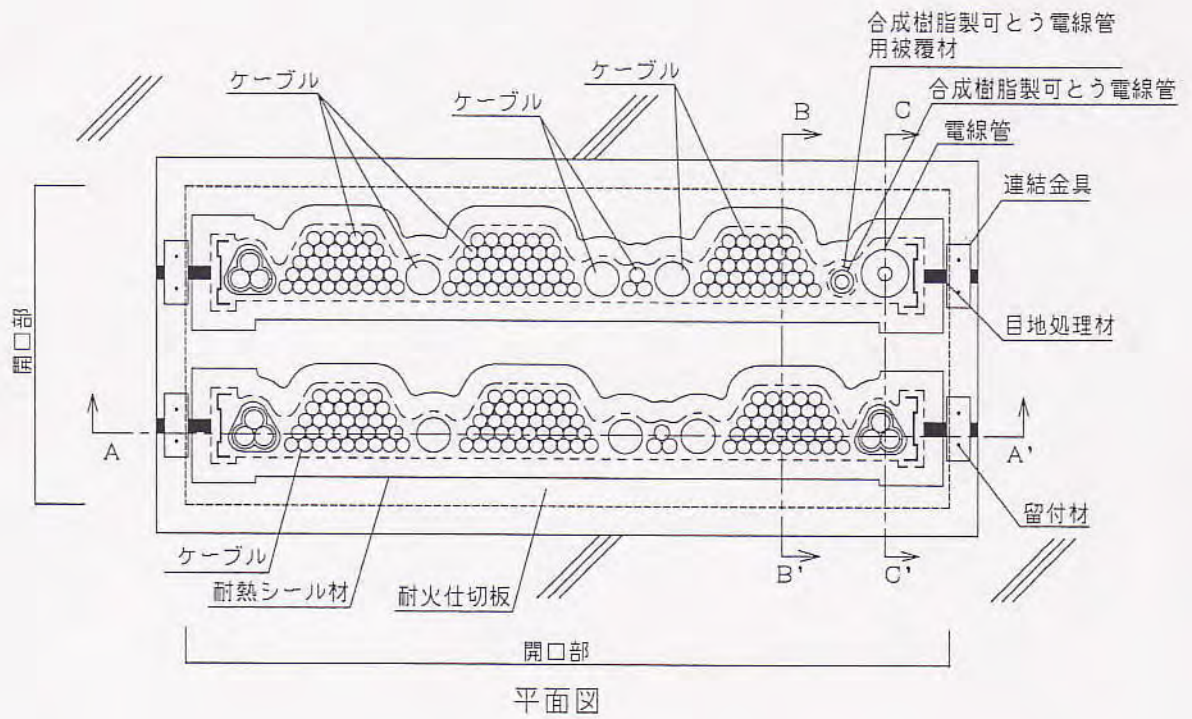 合成樹脂製可とう電線管
用被覆材
ケーブル
ケーブル
ケーブル
合成樹脂製可とう電線管
B
C
電線管
連結金具
目地処理材
開口部
A
A'
留付材
ケーブル
耐熱シール材
耐火仕切板
B'
C'
開口部
平面図